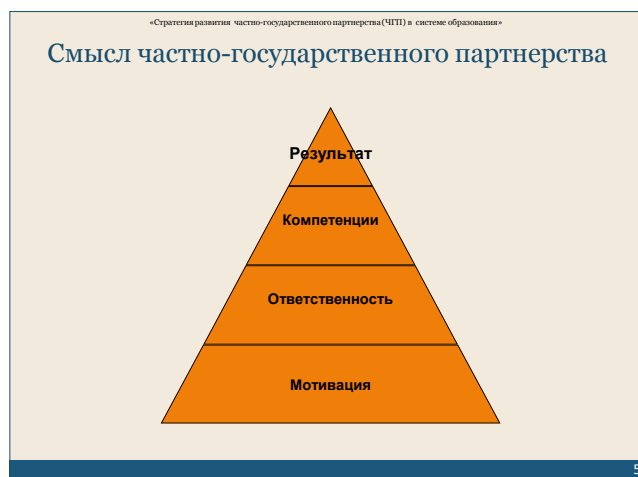 «Стратегия развития частно-государственного партнерства (ЧГП) в системе образования»
Смысл частно-государственного партнерства
Результат
Компетенции
Ответственность
Мотивация
5